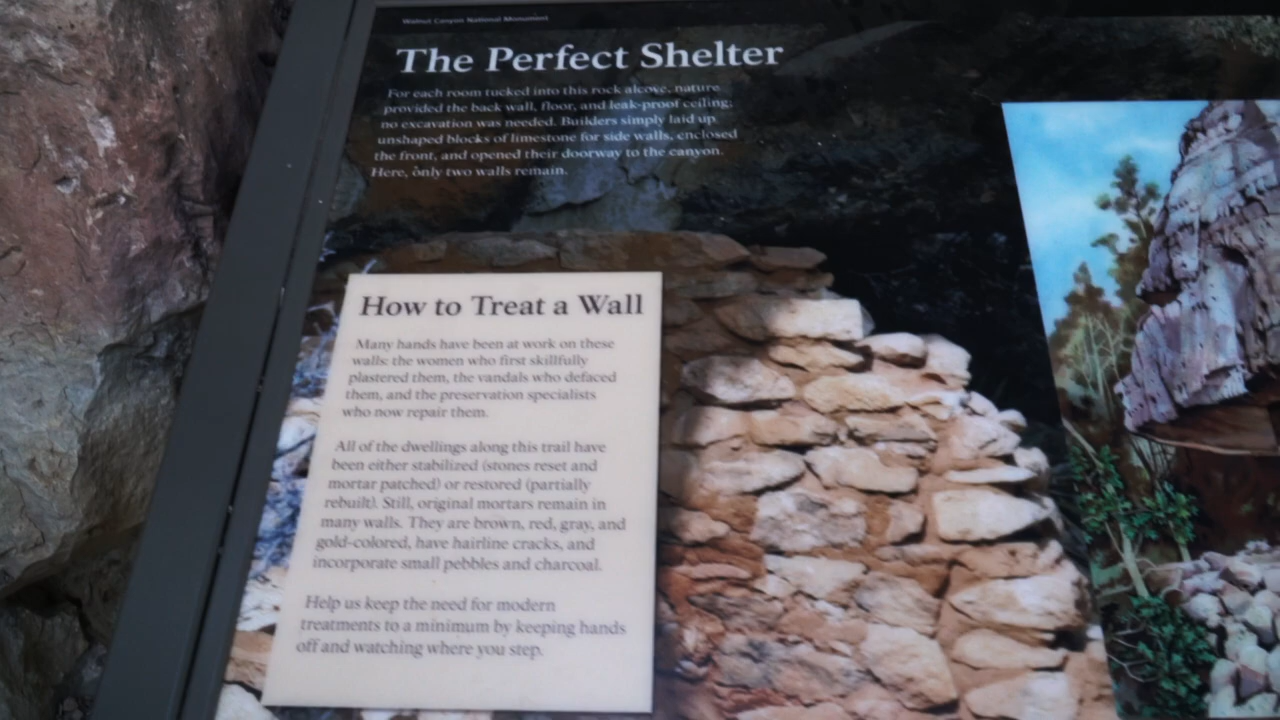 Walnut Canyon National Monument
The Perfect Shelter
For each room tucked into this rock alcove, nature
provided the back wall, floor, and leak-proof ceiling;
no excavation was needed. Builders simply laid up
unshaped blocks of limestone for side walls, enclosed
the front, and opened their doorway to the canyon.
Here, only two walls remain.
How to Treat a Wall
Many hands have been at work on these
walls: the women who first skillfully
plastered them, the vandals who defaced
them, and the preservation specialists
who now repair them.
All of the dwellings along this trail have
been either stabilized (stones reset and
mortar patched) or restored (partially
rebuilt). Still, original mortars remain in
many walls. They are brown, red, gray, and
gold-colored, have hairline cracks, and
incorporate small pebbles and charcoal.
Help us keep the need for modern
treatments to a minimum by keeping hands
off and watching where you step.